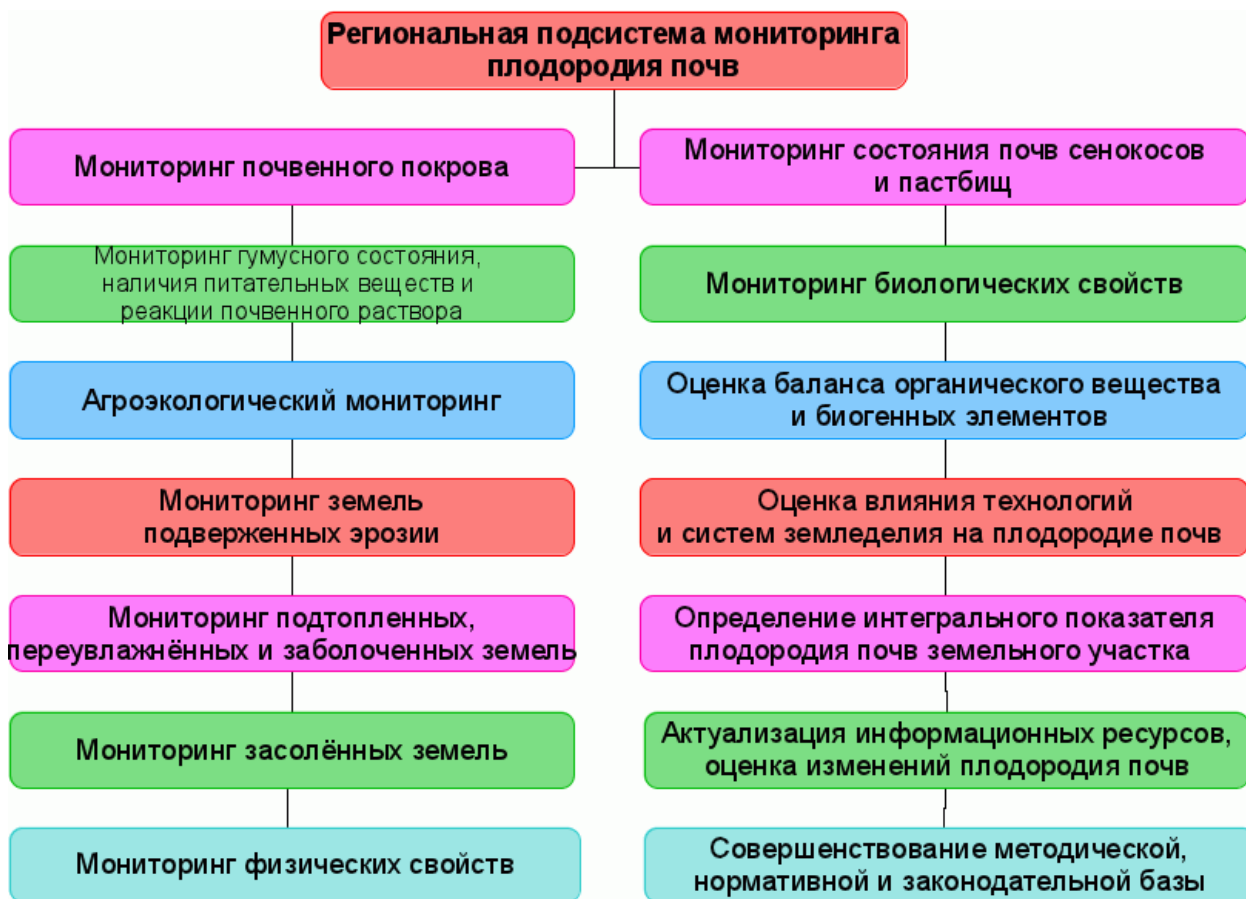 Региональная подсистема мониторинга
плодородия почв
Мониторинг почвенного покрова
Мониторинг гумусного состояния,
наличия питательных веществ и
реакции почвенного раствора
Агроэкологический мониторинг
Мониторинг земель
подверженных эрозии
Мониторинг подтопленных,
переувлажнённых и заболоченных земель
Мониторинг засолённых земель
Мониторинг физических свойств
Мониторинг состояния почв сенокосов
и пастбищ
Мониторинг биологических свойств
Оценка баланса органического вещества
и биогенных элементов
Оценка влияния технологий
и систем земледелия на плодородие почв
Определение интегрального показателя
плодородия почв земельного участка
Актуализация информационных ресурсов,
оценка изменений плодородия почв
Совершенствование методической,
нормативной и законодательной базы